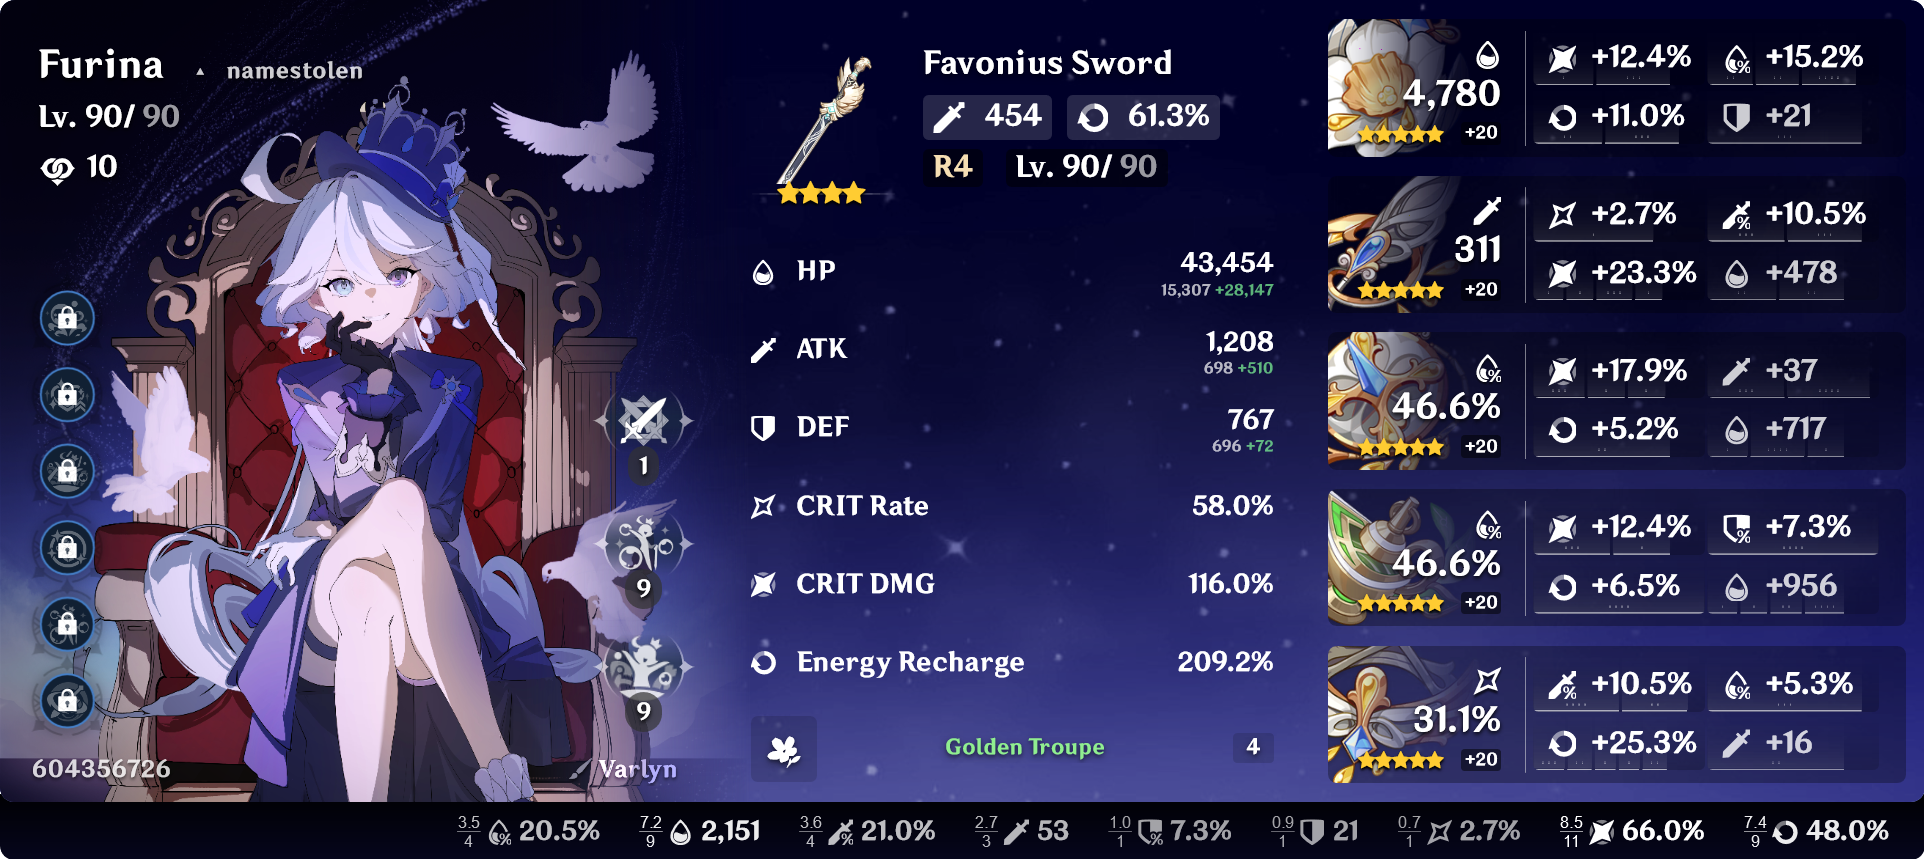 Furina ▲ namestolen
Lv. 90/ 90
10
1
9
9
604356726
Varlyn
Favonius Sword
454 61.3%
R4 Lv. 90/ 90
HP 43,454
15,307 +28,147
ATK 1,208
698 +510
DEF 767
696 +72
CRIT Rate 58.0%
CRIT DMG 116.0%
Energy Recharge 209.2%
Golden Troupe 4
4,780
+20
+12.4% % +15.2%
+11.0% +21
311
+20
+2.7% % +10.5%
+23.3% +478
%
46.6%
+20
+17.9% +37
+5.2% +717
%
46.6%
+20
+12.4% % +7.3%
+6.5% +956
31.1%
+20
% +10.5% % +5.3%
+25.3% +16
3.5/4 % 20.5% 7.2/9 2,151 3.6/4 % 21.0% 2.7/3 53 1.0/1 % 7.3% 0.9/1 21 0.7/1 2.7% 8.5/11 66.0% 7.4/9 48.0%